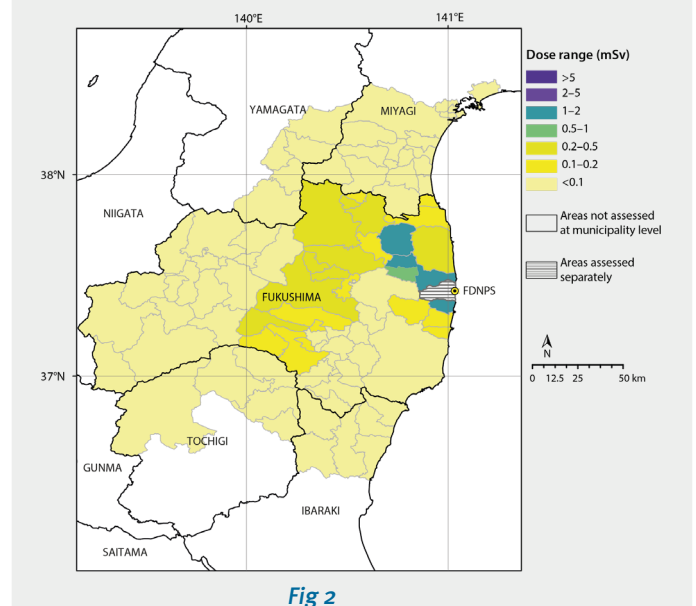 140°E
141°E
38°N
37°N
YAMAGATA
MIYAGI
NIIGATA
FUKUSHIMA
FDNPS
TOCHIGI
GUNMA
IBARAKI
SAITAMA
Dose range (mSv)
>5
2–5
1–2
0.5–1
0.2–0.5
0.1–0.2
<0.1
Areas not assessed
at municipality level
Areas assessed
separately
N
0 12.5 25 50 km
Fig 2